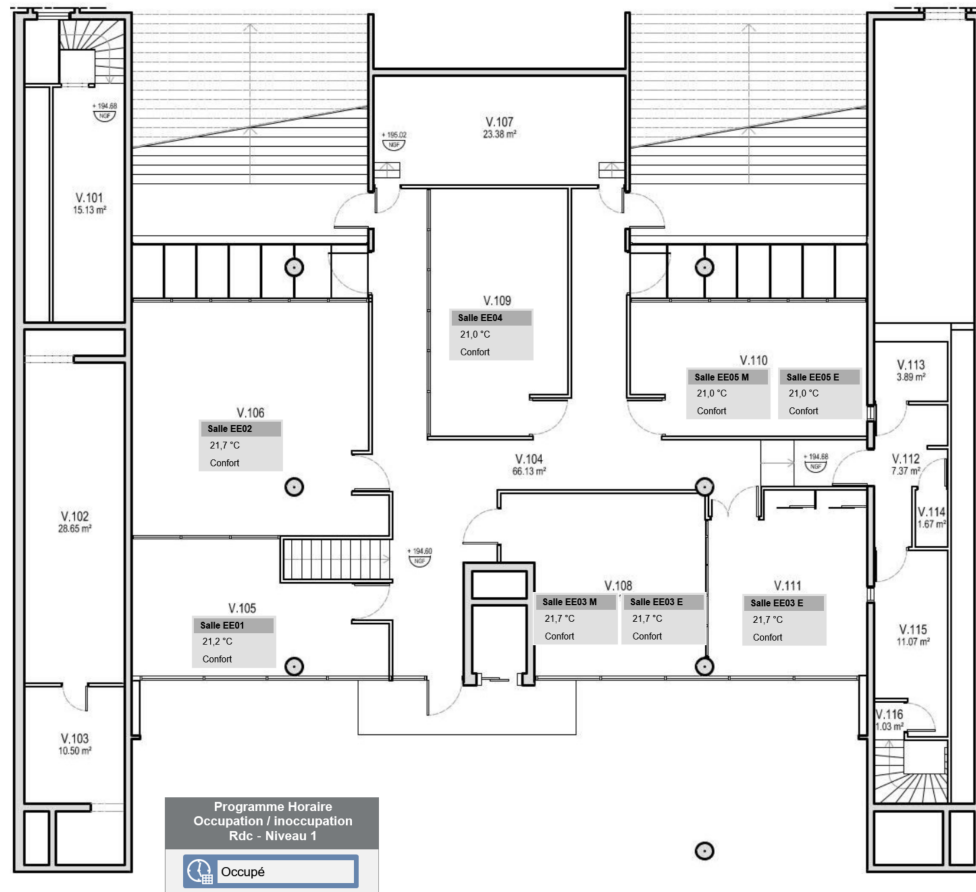 V.107
23.38 m²
+ 194.68
NGF
+ 195.02
NGF
V.101
15.13 m²
V.109
Salle EE04
21,0 °C
Confort
V.110
Salle EE05 M
21,0 °C
Confort
Salle EE05 E
21,0 °C
Confort
V.113
3.89 m²
V.106
Salle EE02
21,7 °C
Confort
V.104
66.13 m²
+ 194.68
NGF
V.112
7.37 m²
V.102
28.65 m²
V.114
1.67 m²
+ 194.60
NGF
V.108
Salle EE03 M
21,7 °C
Confort
Salle EE03 E
21,7 °C
Confort
V.111
Salle EE03 E
21,7 °C
Confort
V.105
Salle EE01
21,2 °C
Confort
V.115
11.07 m²
V.116
1.03 m²
V.103
10.50 m²
Programme Horaire
Occupation / inoccupation
Rdc - Niveau 1
Occupé